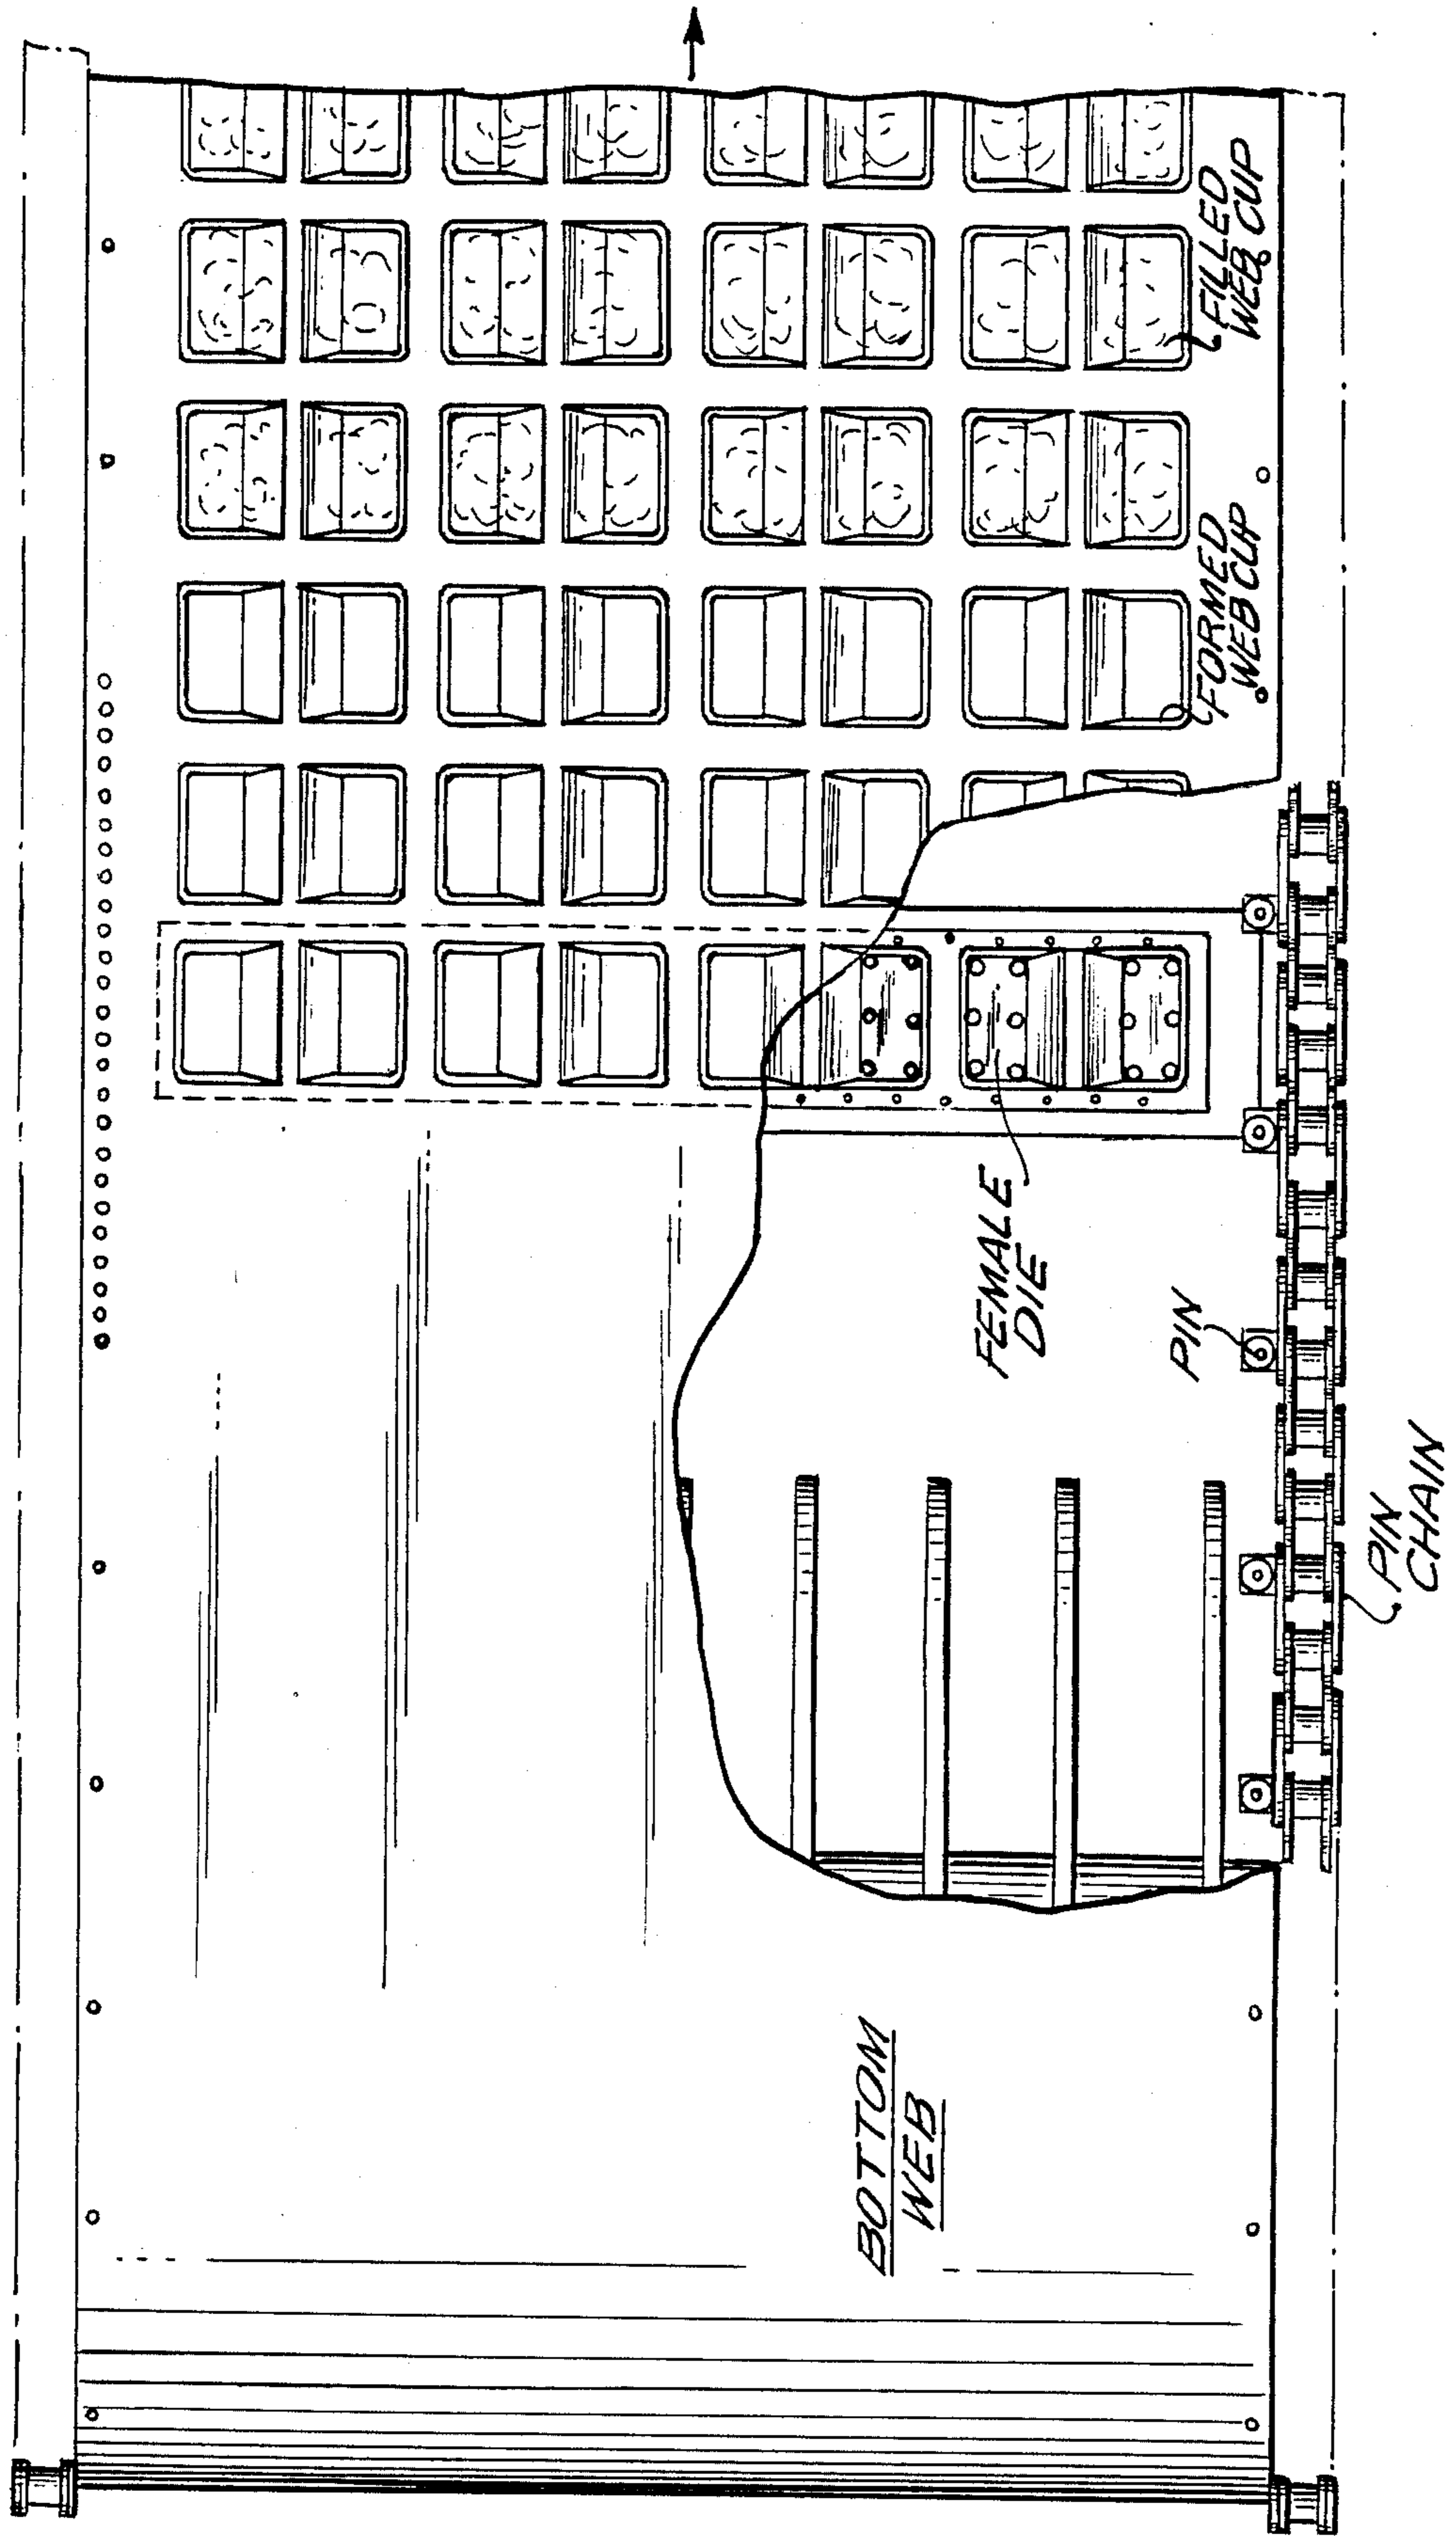 FILLED
WEB CUP
FORMED
WEB CUP
FEMALE
DIE
PIN
PIN
CHAIN
BOTTOM
WEB